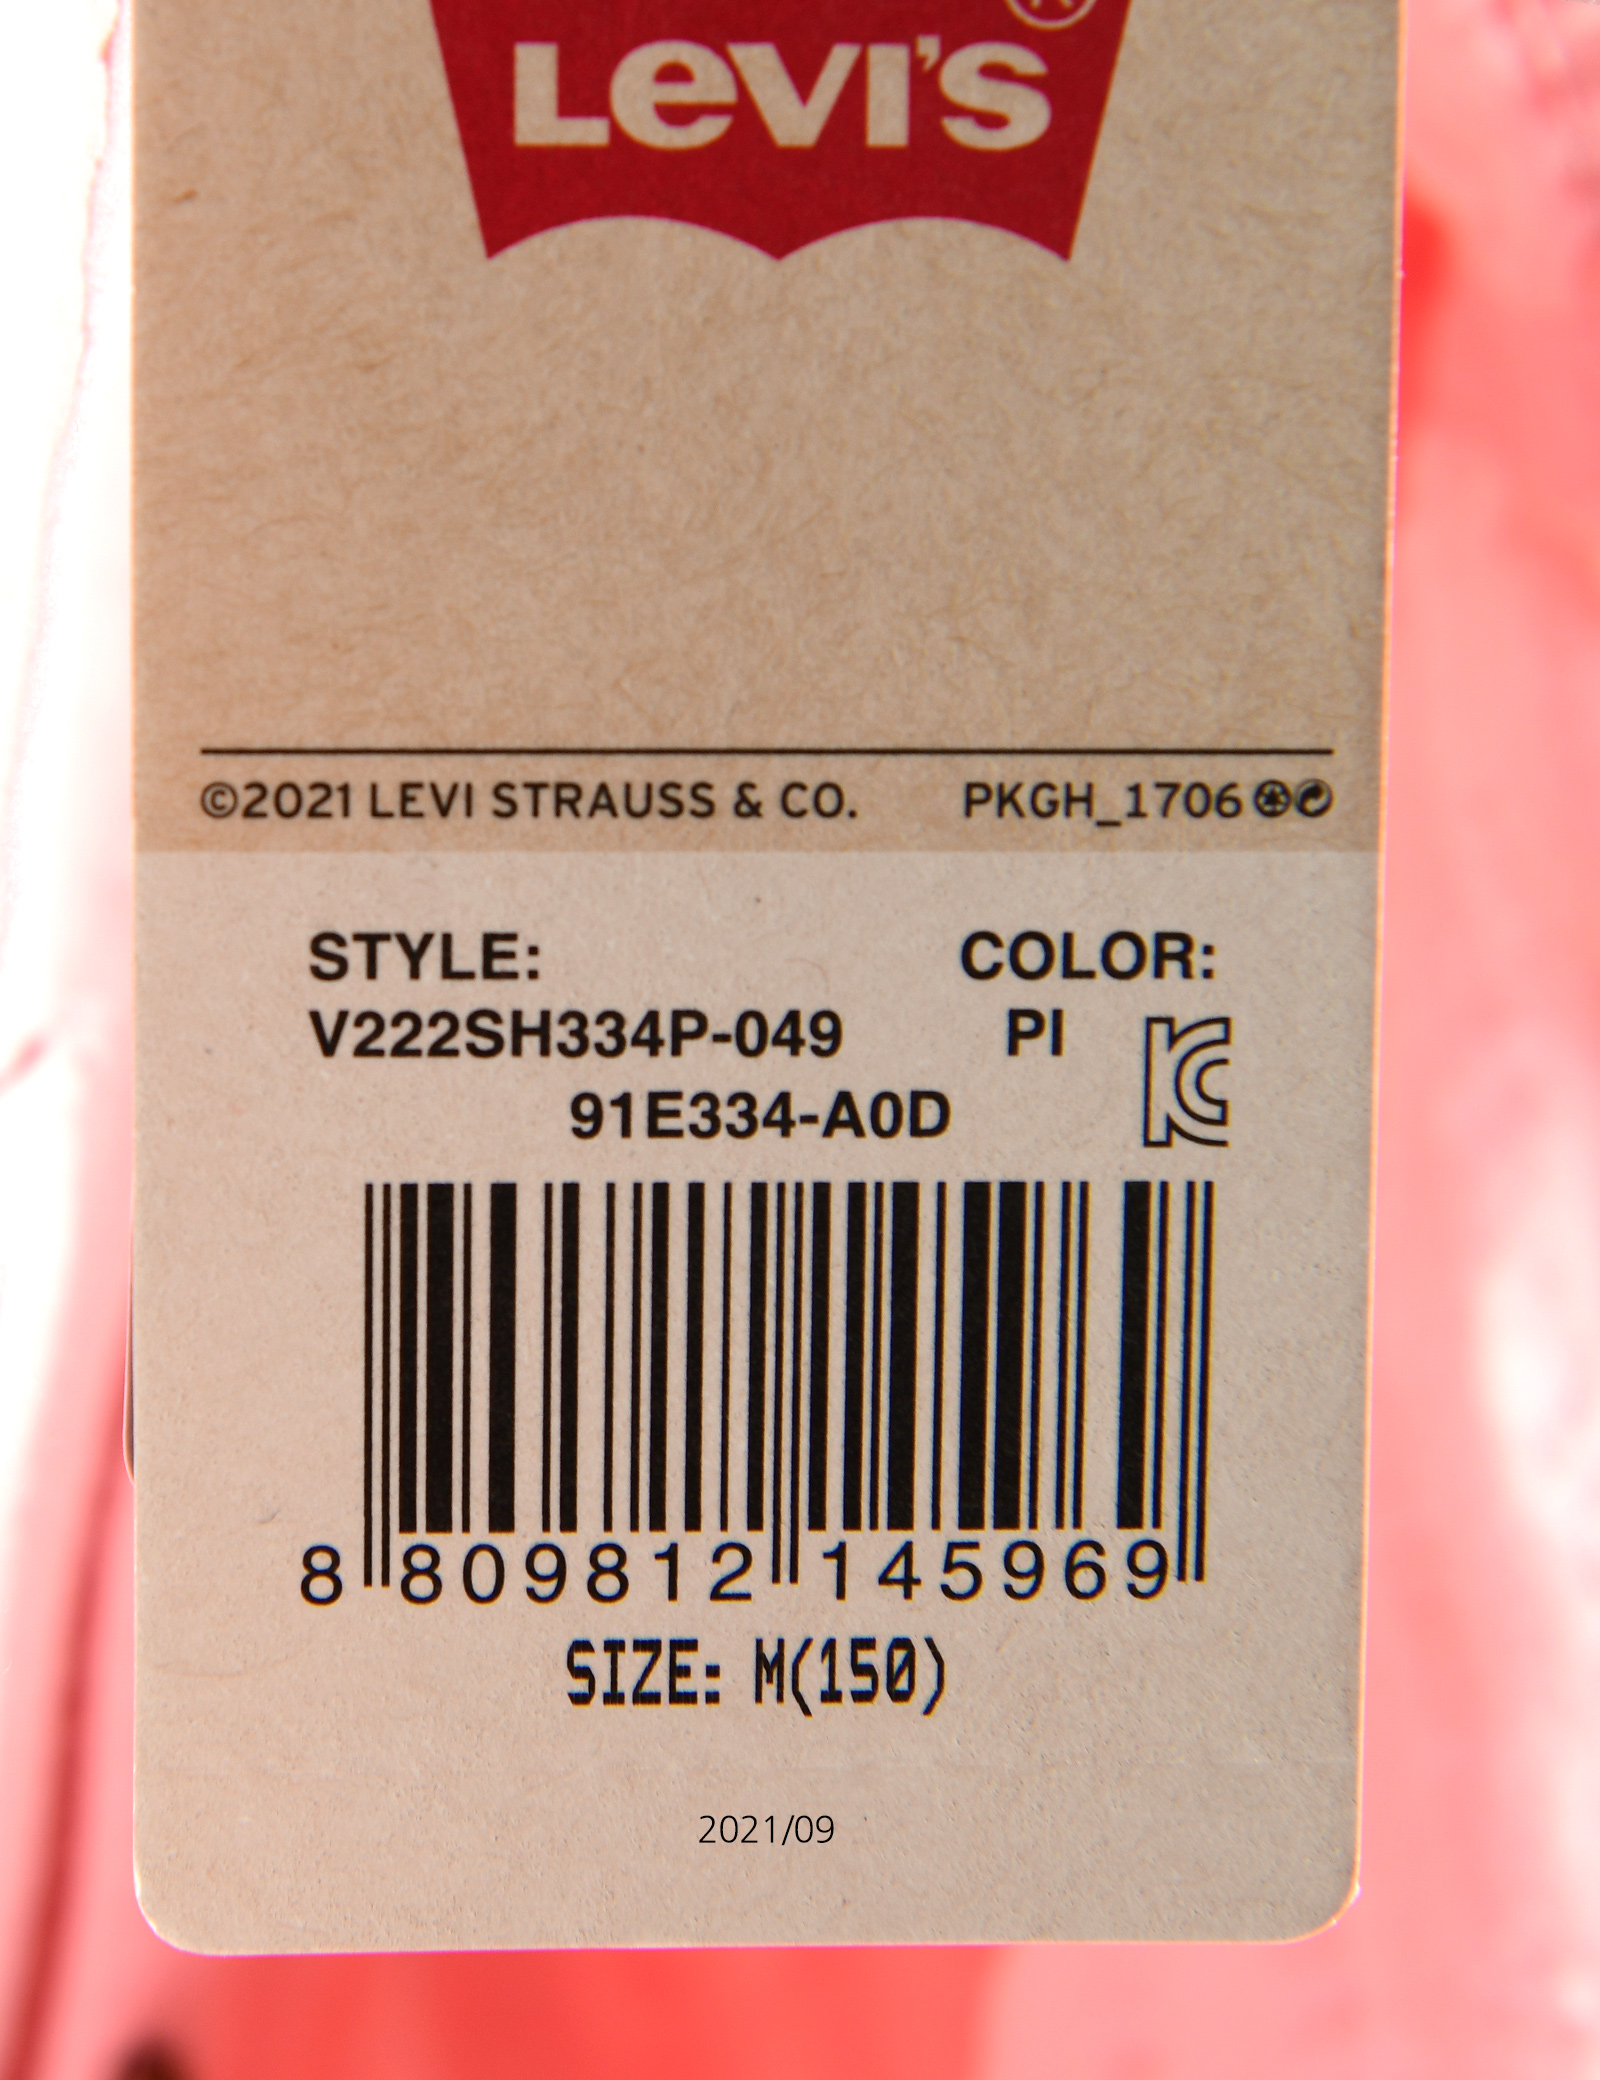 LEVI'S
©2021 LEVI STRAUSS & CO. PKGH_1706
STYLE: COLOR:
V222SH334P-049 PI
91E334-A0D
8 809812 145969
SIZE: M(150)
2021/09